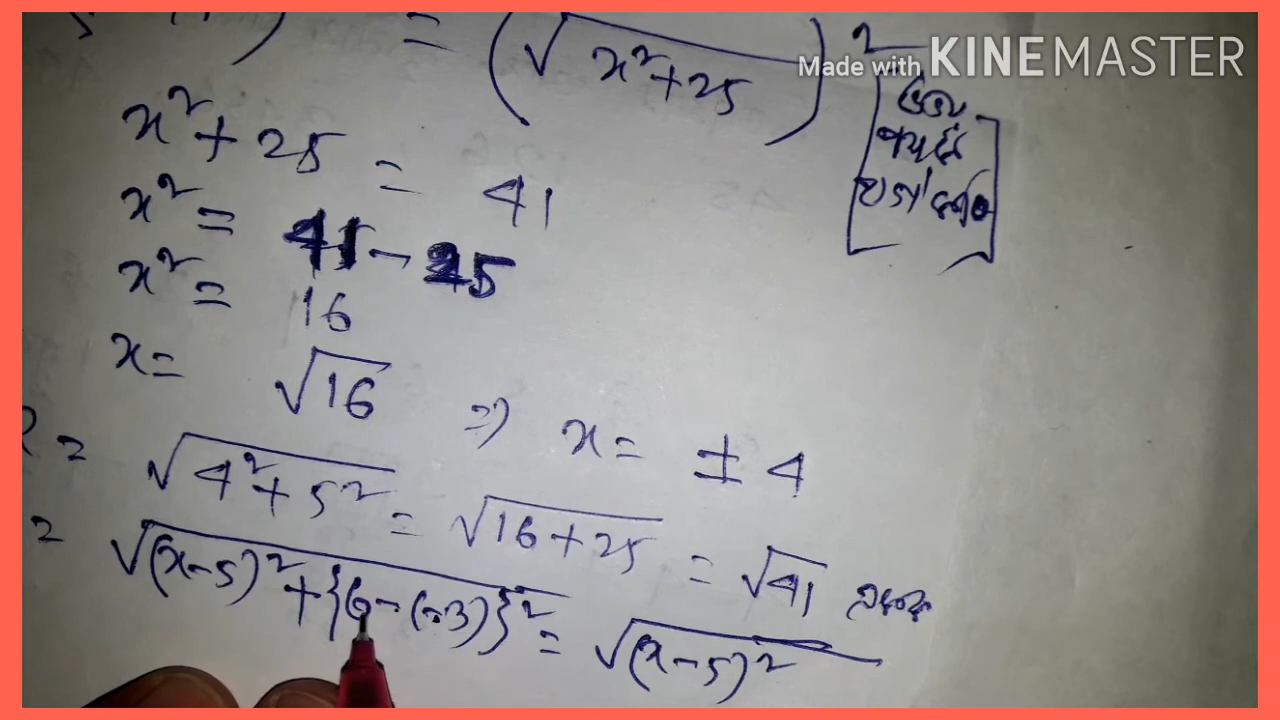 = (√x²+25)²
Made with KINEMASTER
x²+25 = 41
x² = 41-25
x² = 16
x = √16 ⇒ x = ±4
= √4²+5² = √16+25 = √41
= √(x-5)²+{6-(-3)}² = √(x-5)²